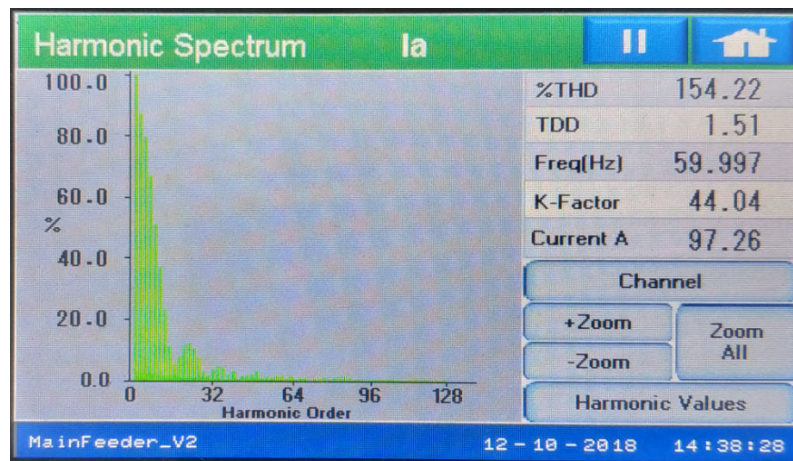 Harmonic Spectrum Ia
100.0
80.0
60.0
%
40.0
20.0
0.0
0 32 64 96 128
Harmonic Order
%THD 154.22
TDD 1.51
Freq(Hz) 59.997
K-Factor 44.04
Current A 97.26
Channel
+Zoom
-Zoom
Zoom
All
Harmonic Values
MainFeeder_V2 12-10-2018 14:38:28